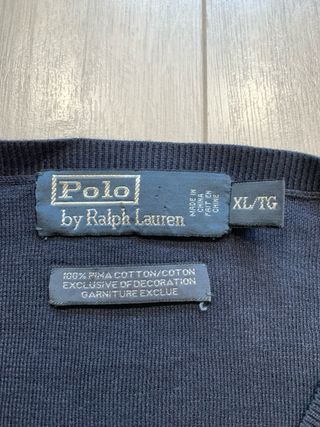 Polo
by Ralph Lauren
MADE IN
CHINA
FAIT EN
CHINE
XL/TG
100% PIMA COTTON/COTON
EXCLUSIVE OF DECORATION
GARNITURE EXCLUE